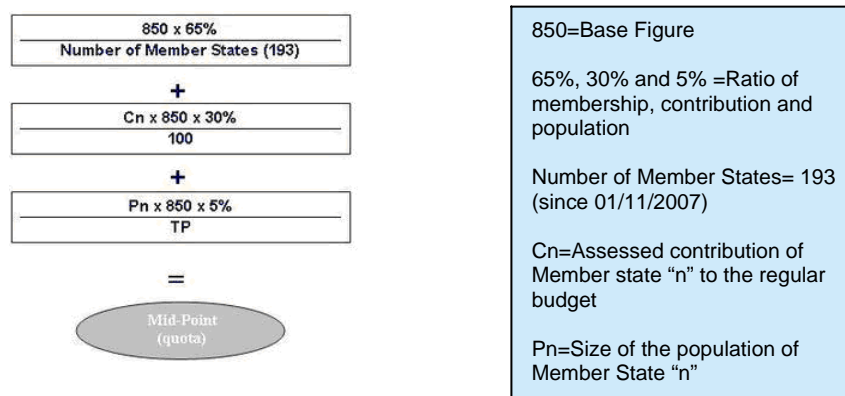 850 x 65%
Number of Member States (193)
+
Cn x 850 x 30%
100
+
Pn x 850 x 5%
TP
=
Mid-Point
(quota)
850=Base Figure
65%, 30% and 5% =Ratio of
membership, contribution and
population
Number of Member States= 193
(since 01/11/2007)
Cn=Assessed contribution of
Member state “n” to the regular
budget
Pn=Size of the population of
Member State “n”